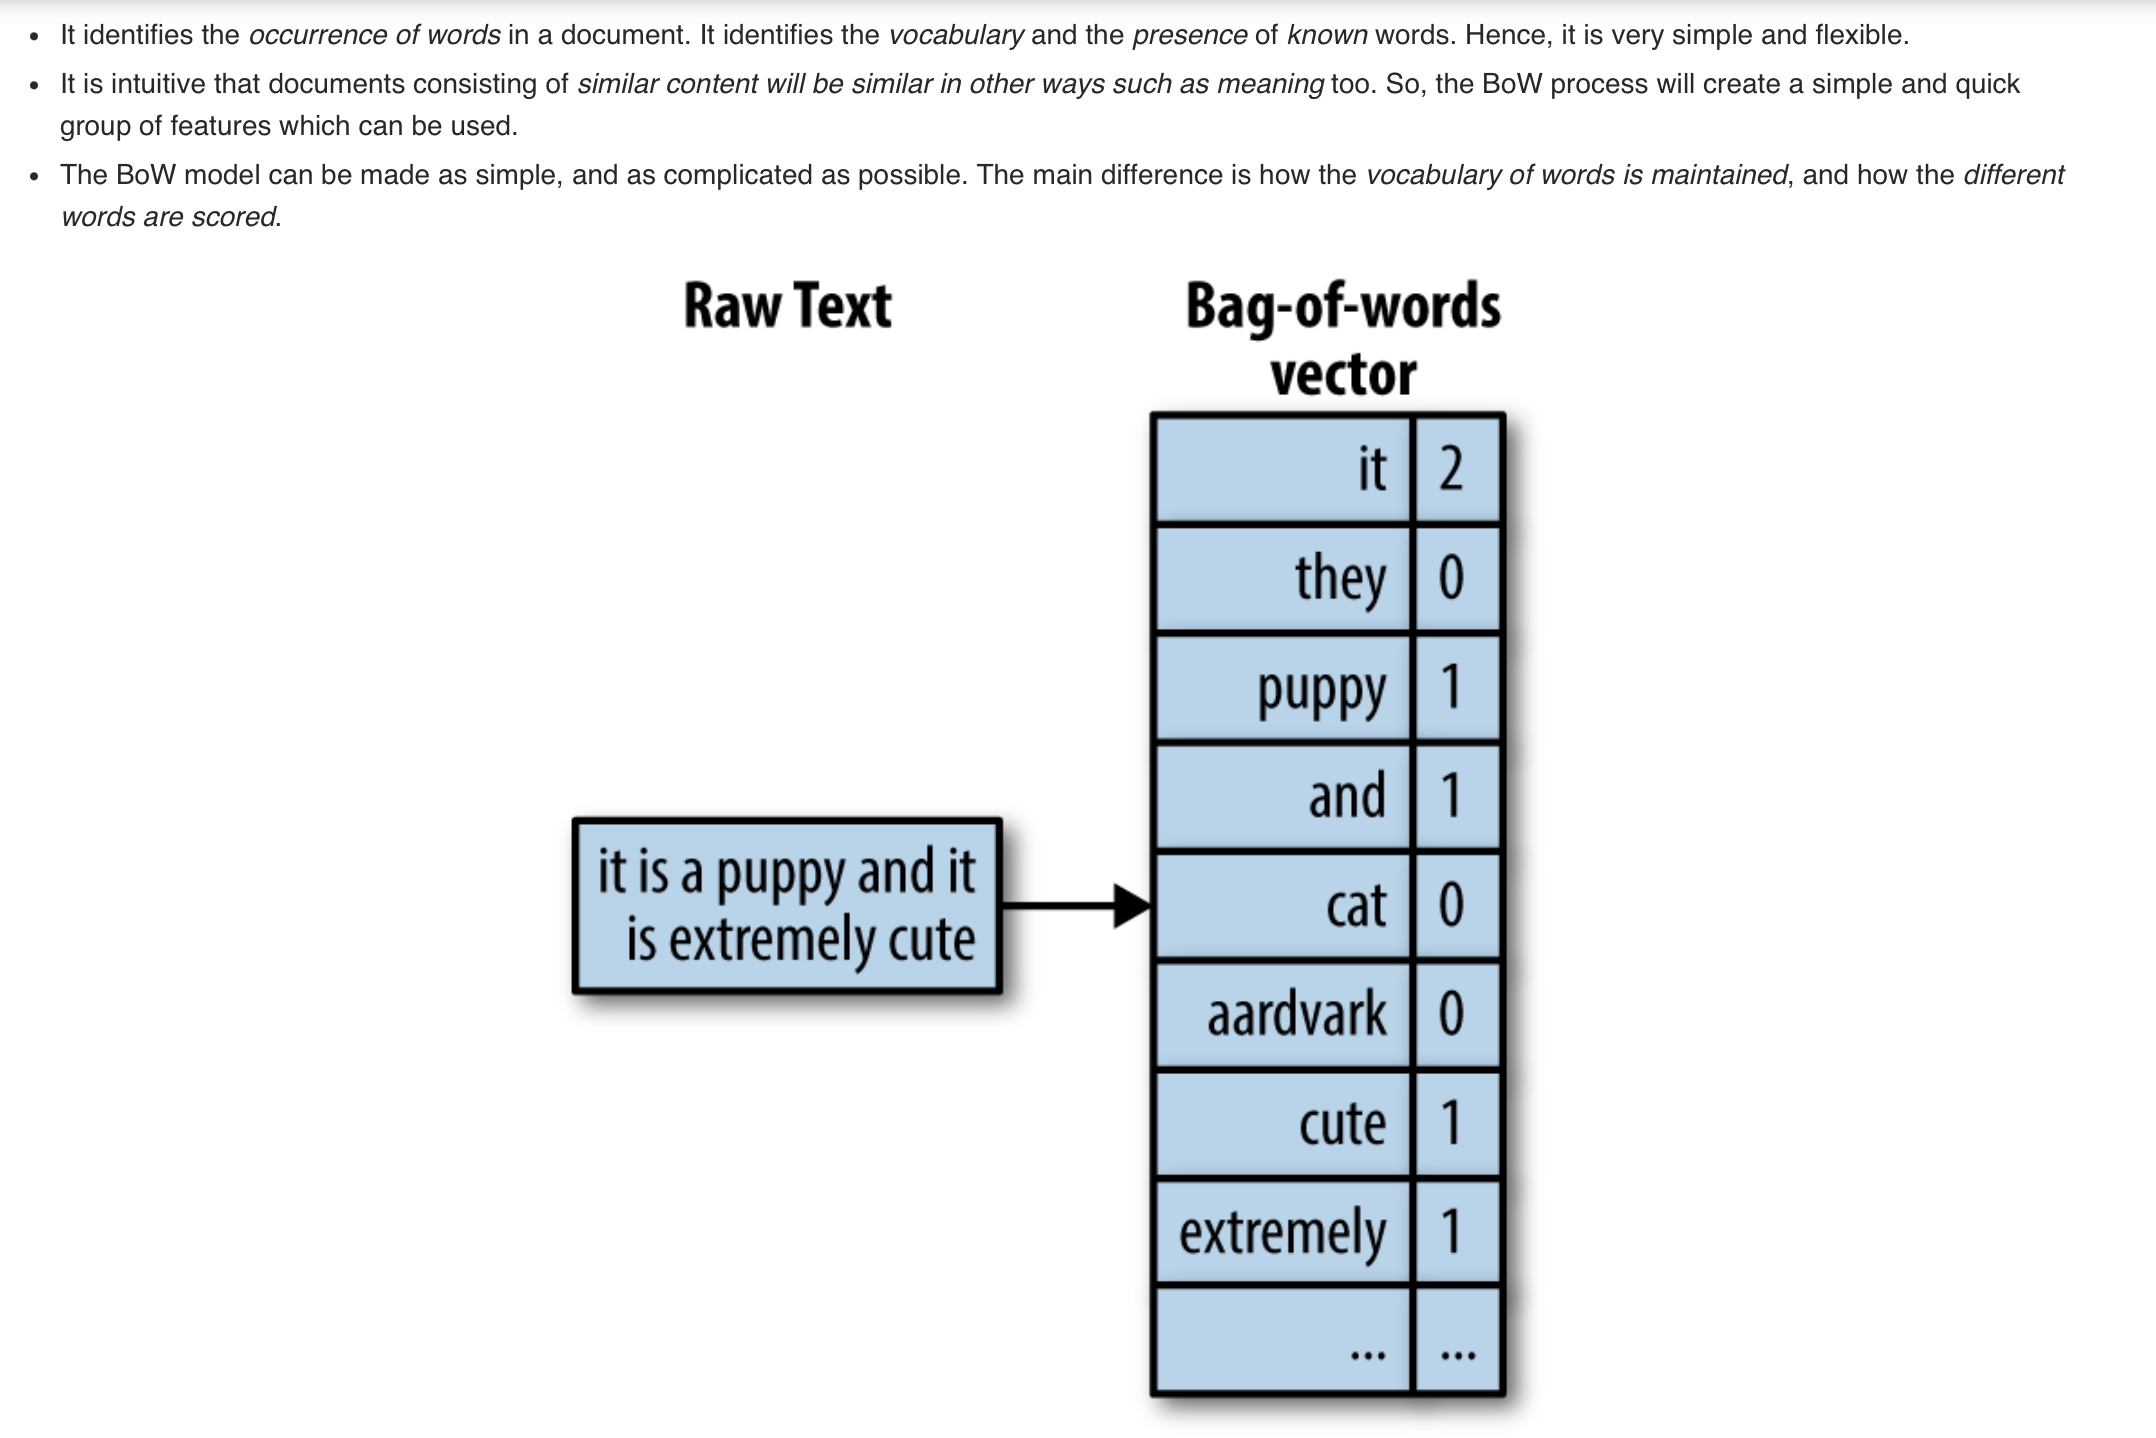 It identifies the occurrence of words in a document. It identifies the vocabulary and the presence of known words. Hence, it is very simple and flexible.
It is intuitive that documents consisting of similar content will be similar in other ways such as meaning too. So, the BoW process will create a simple and quick
group of features which can be used.
The BoW model can be made as simple, and as complicated as possible. The main difference is how the vocabulary of words is maintained, and how the different
words are scored.
Raw Text
Bag-of-words
vector
it is a puppy and it
is extremely cute
it 2
they 0
puppy 1
and 1
cat 0
aardvark 0
cute 1
extremely 1
... ...